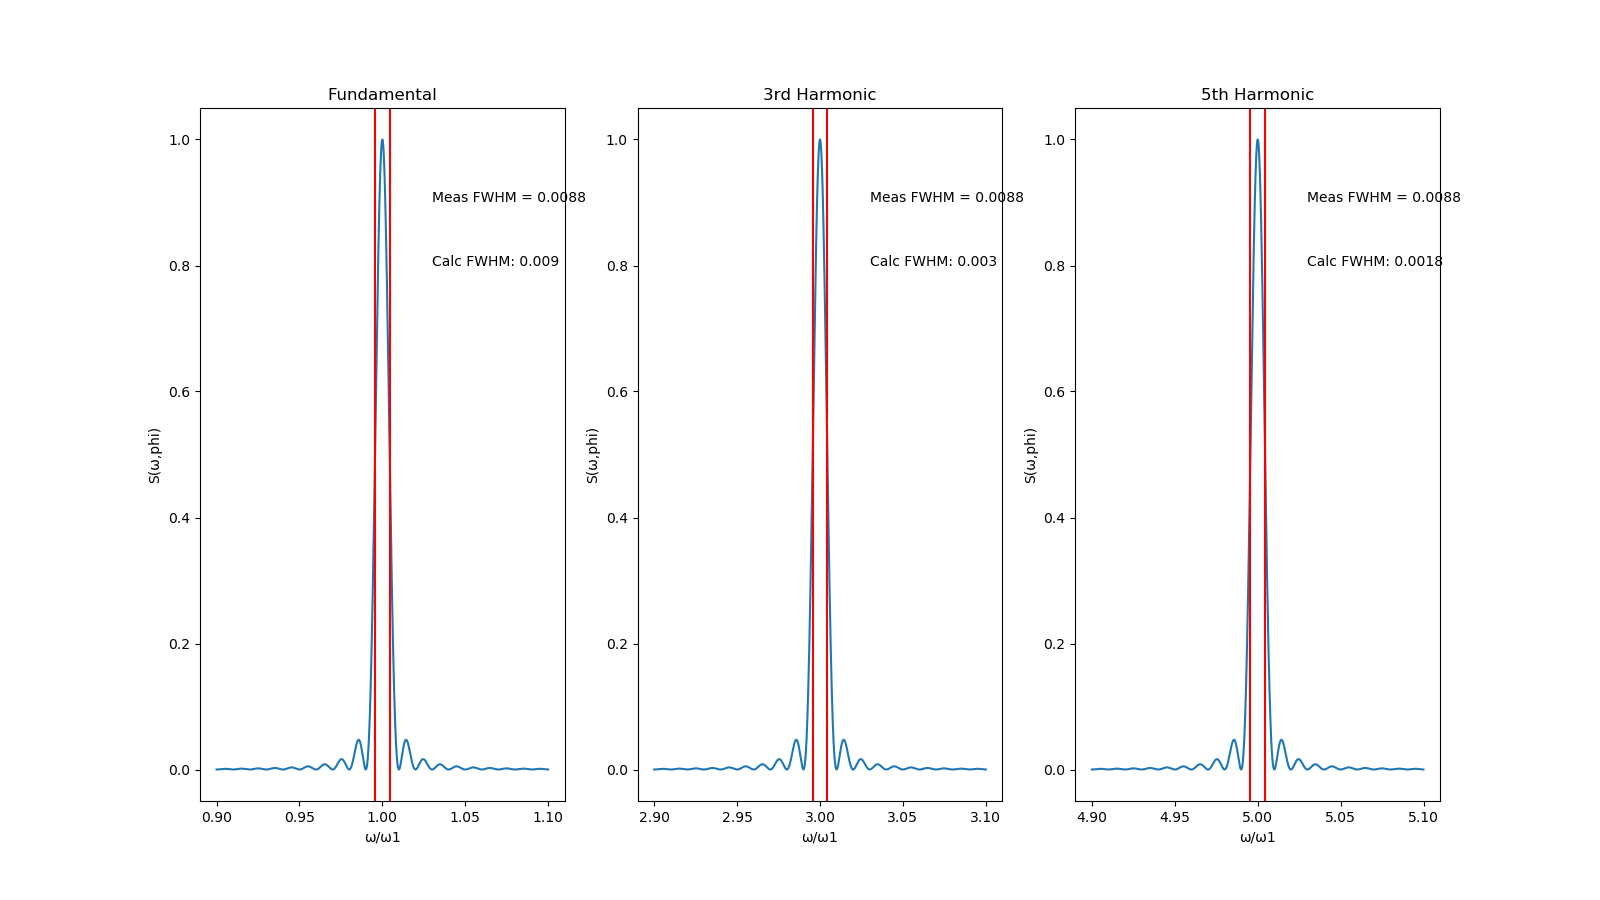 Fundamental
1.0
0.8
0.6
0.4
0.2
0.0
S(ω,phi)
Meas FWHM = 0.0088
Calc FWHM: 0.009
0.90 0.95 1.00 1.05 1.10
ω/ω1
3rd Harmonic
1.0
0.8
0.6
0.4
0.2
0.0
S(ω,phi)
Meas FWHM = 0.0088
Calc FWHM: 0.003
2.90 2.95 3.00 3.05 3.10
ω/ω1
5th Harmonic
1.0
0.8
0.6
0.4
0.2
0.0
S(ω,phi)
Meas FWHM = 0.0088
Calc FWHM: 0.0018
4.90 4.95 5.00 5.05 5.10
ω/ω1